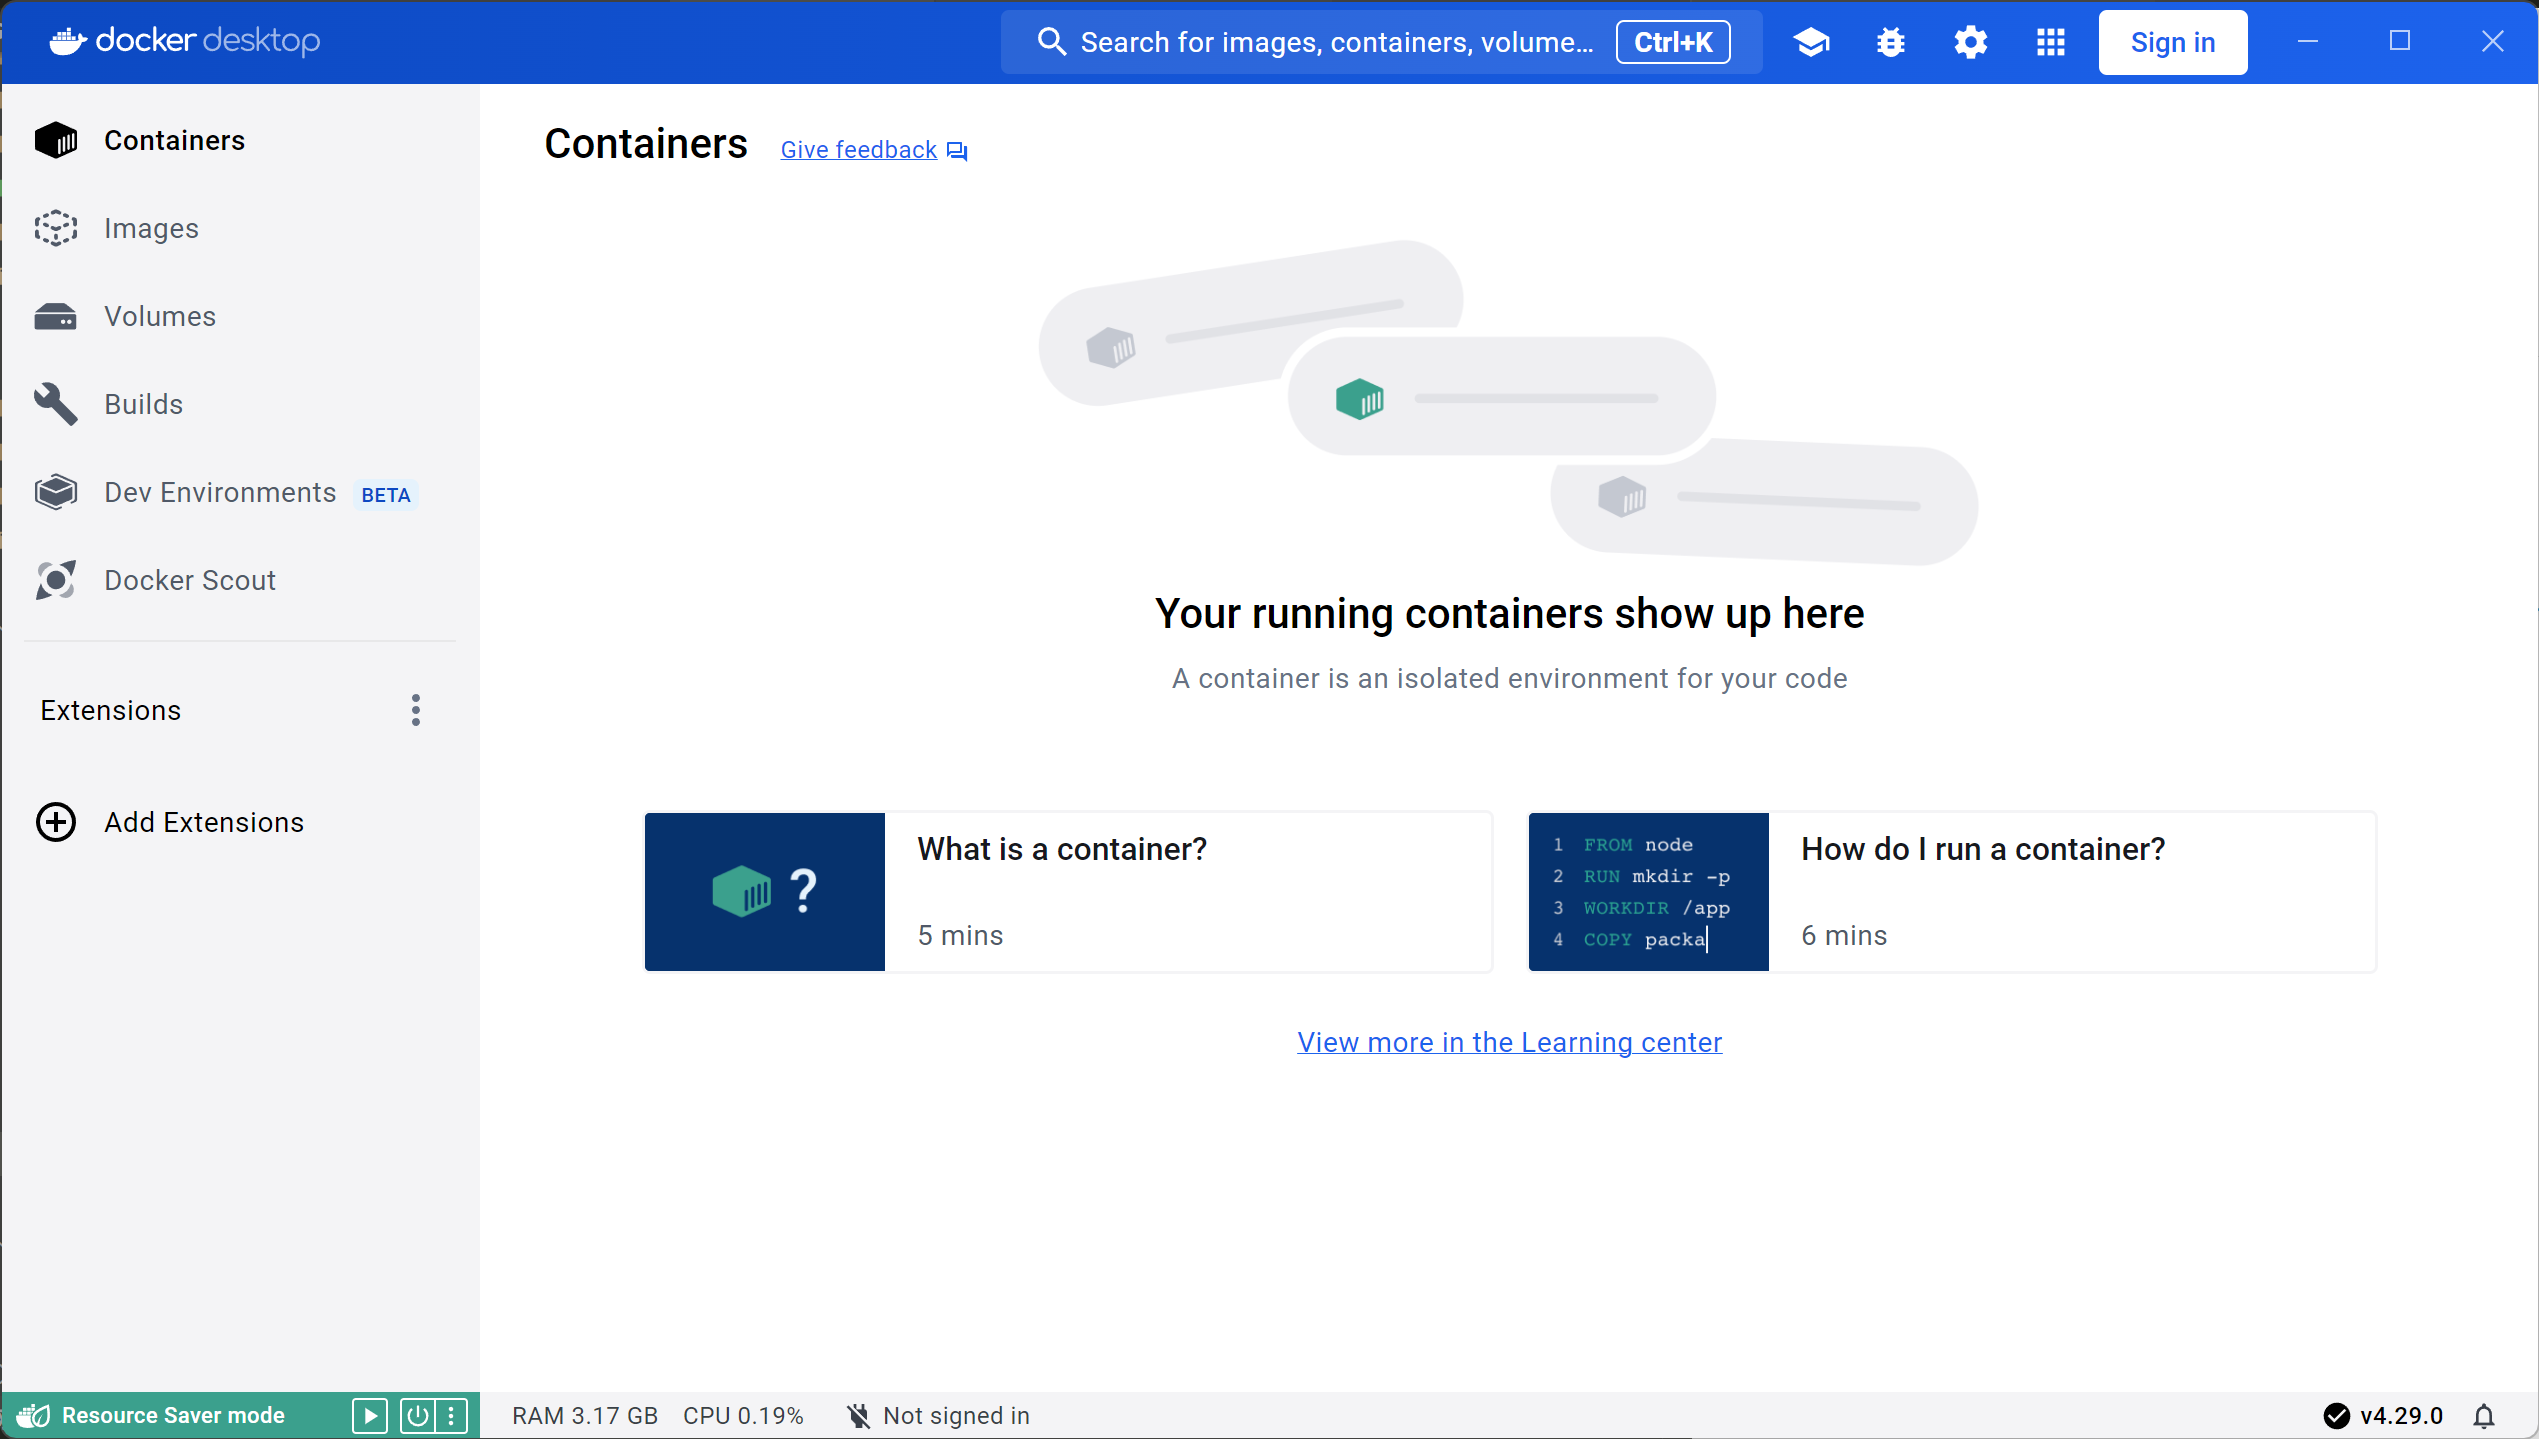 docker desktop
Search for images, containers, volume... Ctrl+K
Sign in
Containers
Images
Volumes
Builds
Dev Environments BETA
Docker Scout
Extensions
Add Extensions
Containers Give feedback
Your running containers show up here
A container is an isolated environment for your code
?
What is a container?
5 mins
1 FROM node
2 RUN mkdir -p
3 WORKDIR /app
4 COPY packa
How do I run a container?
6 mins
View more in the Learning center
Resource Saver mode
RAM 3.17 GB CPU 0.19% Not signed in
v4.29.0